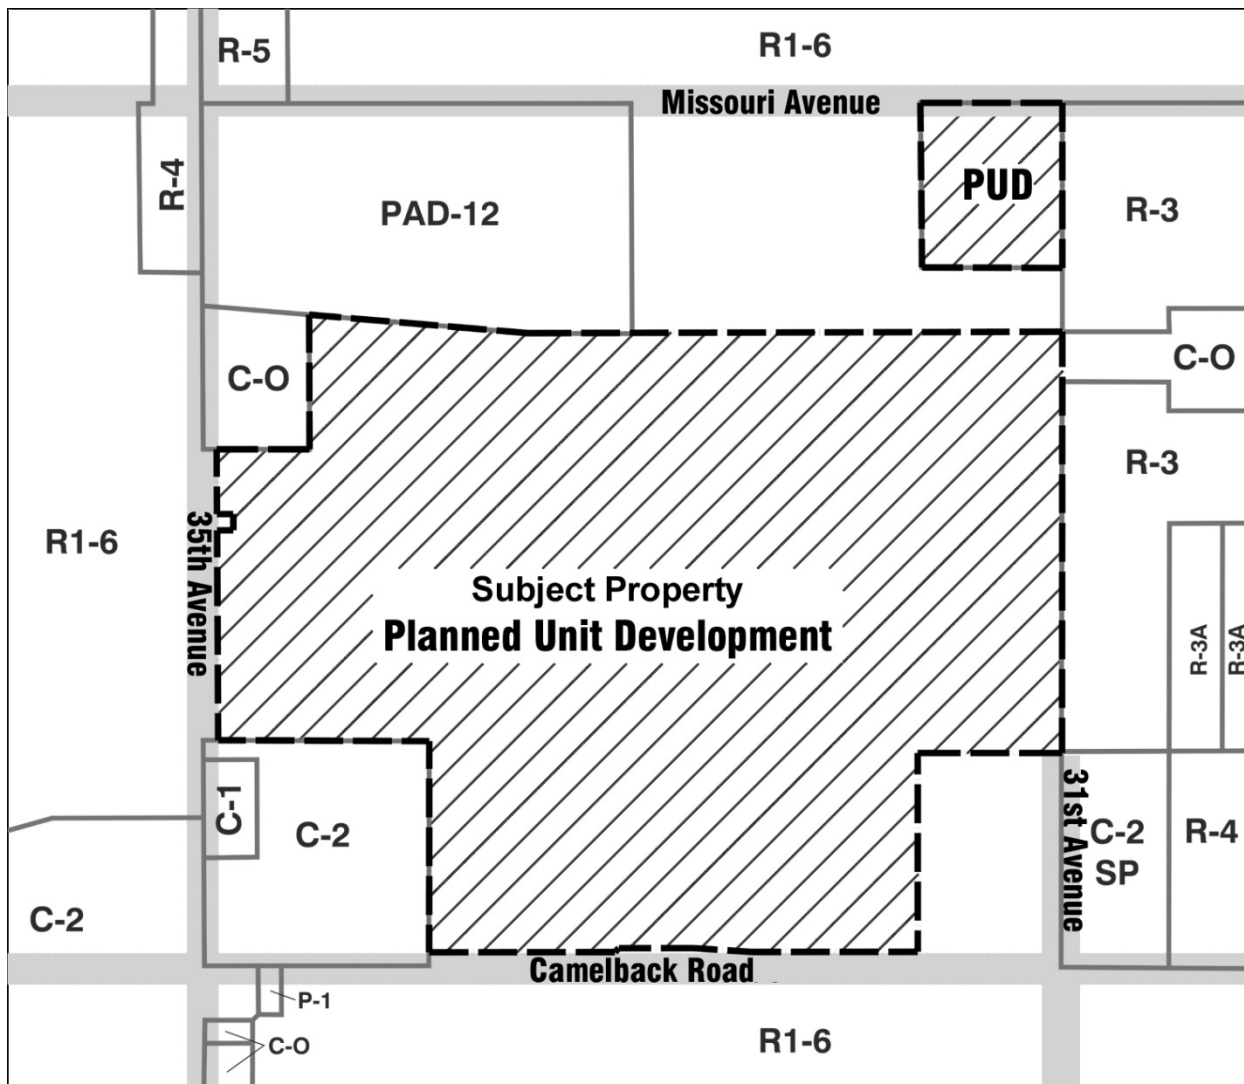 R-5
R1-6
Missouri Avenue
R-4
PAD-12
PUD
R-3
C-O
C-O
R-3
35th Avenue
R1-6
Subject Property
Planned Unit Development
R-3A
R-3A
C-1
C-2
31st Avenue
C-2
SP
R-4
C-2
Camelback Road
P-1
C-O
R1-6